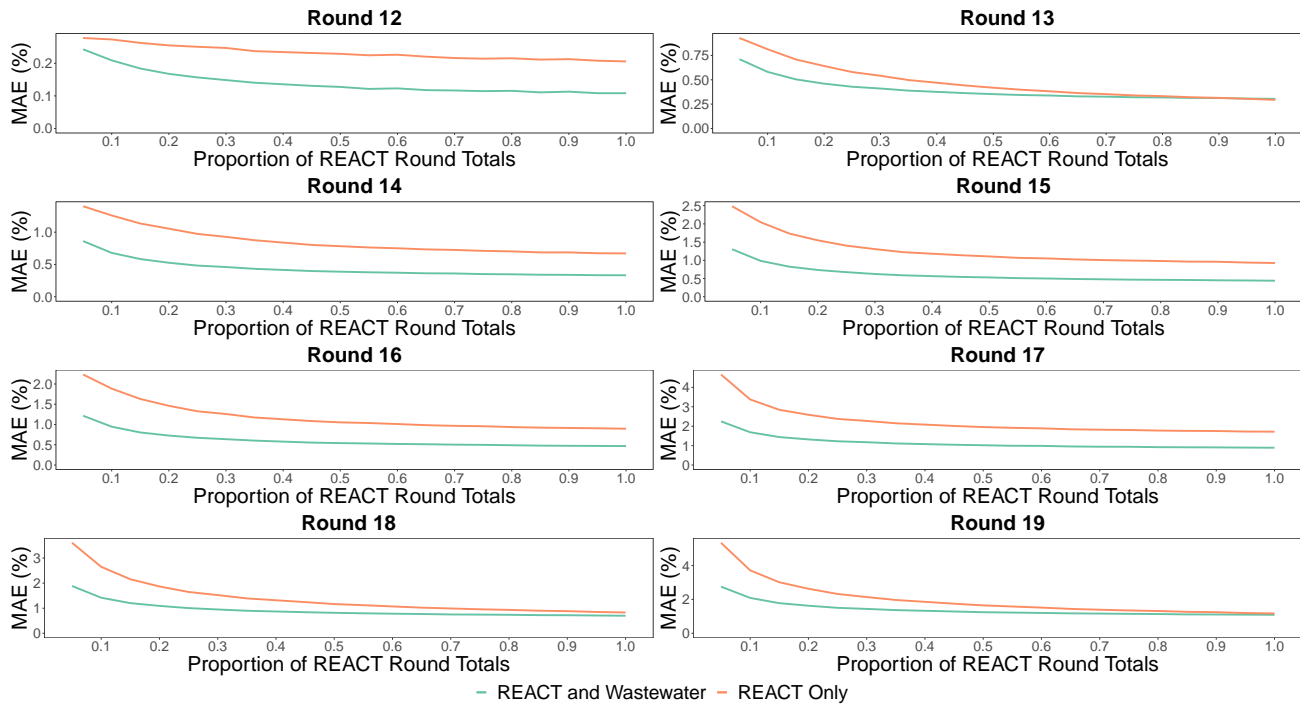 Round 12
MAE (%)
0.2
0.1
0.0
0.1 0.2 0.3 0.4 0.5 0.6 0.7 0.8 0.9 1.0
Proportion of REACT Round Totals
Round 13
MAE (%)
0.75
0.50
0.25
0.00
0.1 0.2 0.3 0.4 0.5 0.6 0.7 0.8 0.9 1.0
Proportion of REACT Round Totals
Round 14
MAE (%)
1.0
0.5
0.0
0.1 0.2 0.3 0.4 0.5 0.6 0.7 0.8 0.9 1.0
Proportion of REACT Round Totals
Round 15
MAE (%)
2.5
2.0
1.5
1.0
0.5
0.0
0.1 0.2 0.3 0.4 0.5 0.6 0.7 0.8 0.9 1.0
Proportion of REACT Round Totals
Round 16
MAE (%)
2.0
1.5
1.0
0.5
0.0
0.1 0.2 0.3 0.4 0.5 0.6 0.7 0.8 0.9 1.0
Proportion of REACT Round Totals
Round 17
MAE (%)
4
3
2
1
0
0.1 0.2 0.3 0.4 0.5 0.6 0.7 0.8 0.9 1.0
Proportion of REACT Round Totals
Round 18
MAE (%)
3
2
1
0
0.1 0.2 0.3 0.4 0.5 0.6 0.7 0.8 0.9 1.0
Proportion of REACT Round Totals
Round 19
MAE (%)
4
2
0
0.1 0.2 0.3 0.4 0.5 0.6 0.7 0.8 0.9 1.0
Proportion of REACT Round Totals
REACT and Wastewater REACT Only